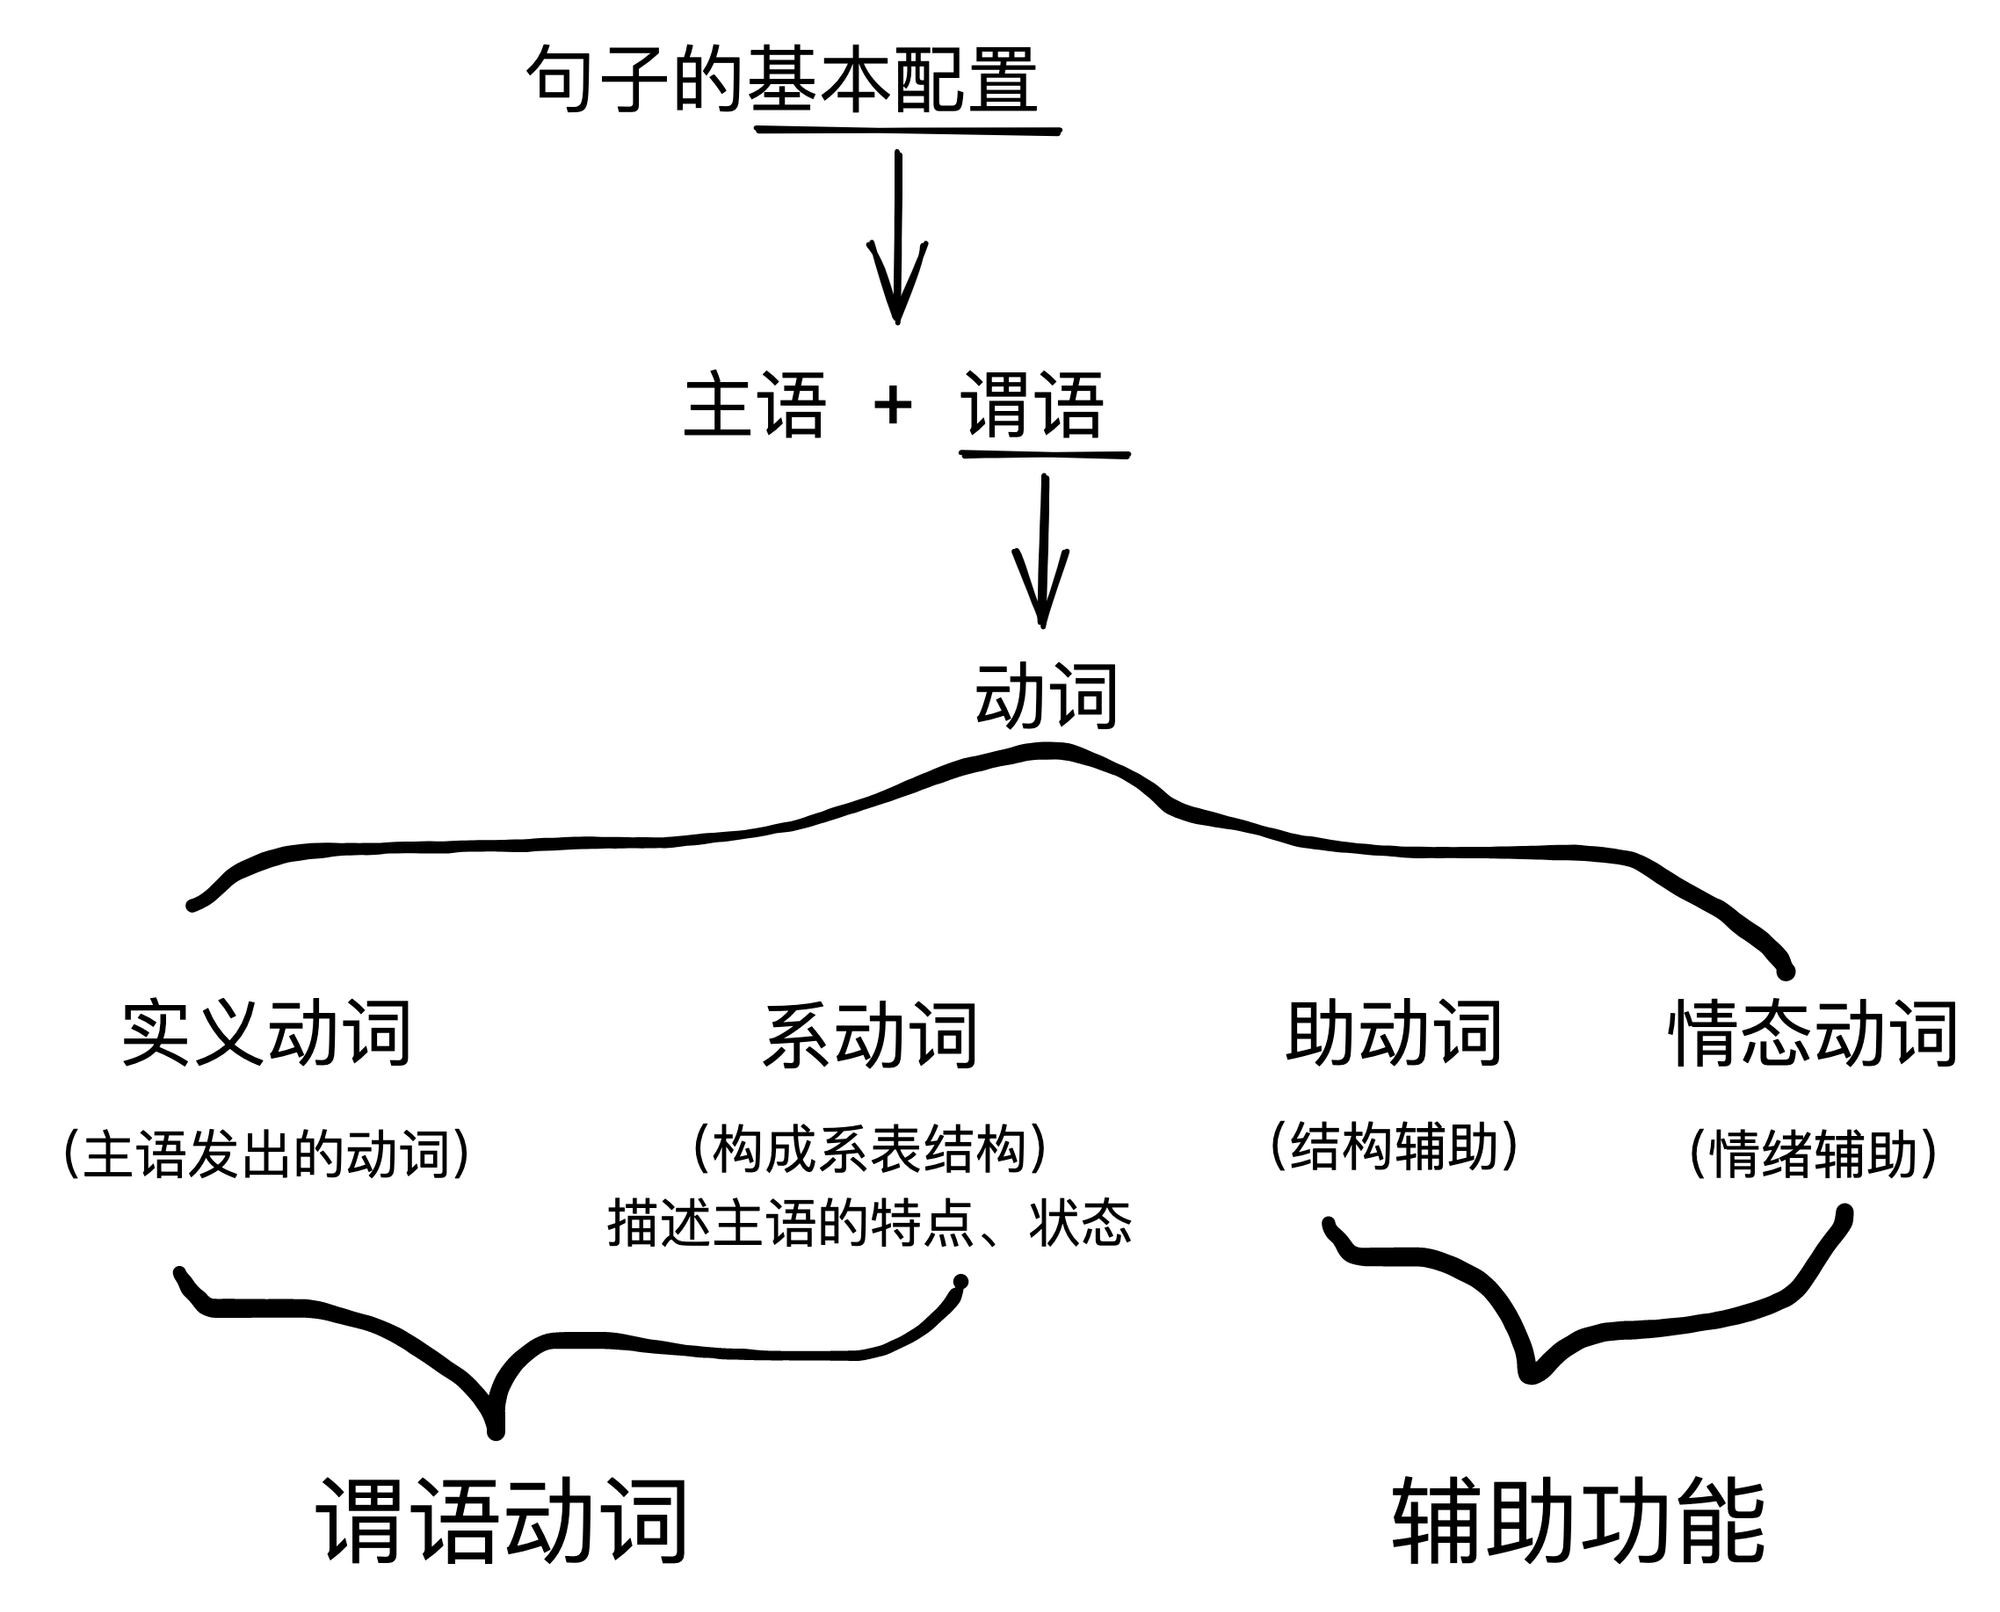 句子的基本配置
主语 + 谓语
动词
实义动词
系动词
助动词
情态动词
(主语发出的动词)
(构成系表结构)
描述主语的特点、状态
(结构辅助)
(情绪辅助)
谓语动词
辅助功能